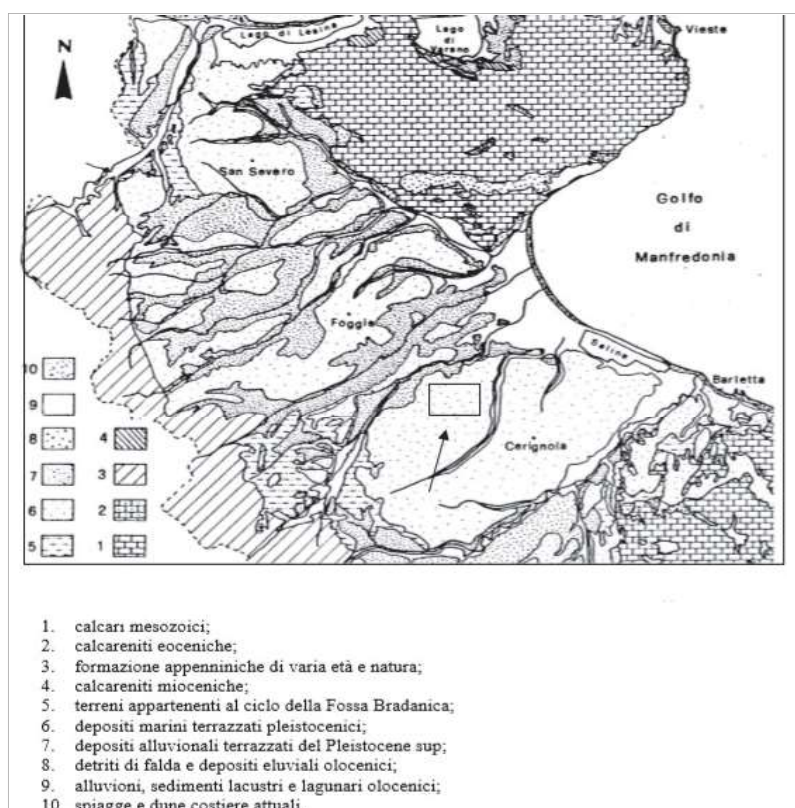 Lago di Lesina
Lago
di
Varano
Vieste
N
San Severo
Golfo
di
Manfredonia
Foggia
Saline
Barletta
Cerignola
10
9
8 4
7 3
6 2
5 1
1. calcari mesozoici;
2. calcareniti eoceniche;
3. formazione appenniniche di varia età e natura;
4. calcareniti mioceniche;
5. terreni appartenenti al ciclo della Fossa Bradanica;
6. depositi marini terrazzati pleistocenici;
7. depositi alluvionali terrazzati del Pleistocene sup;
8. detriti di falda e depositi eluviali olocenici;
9. alluvioni, sedimenti lacustri e lagunari olocenici;
10. spiagge e dune costiere attuali.